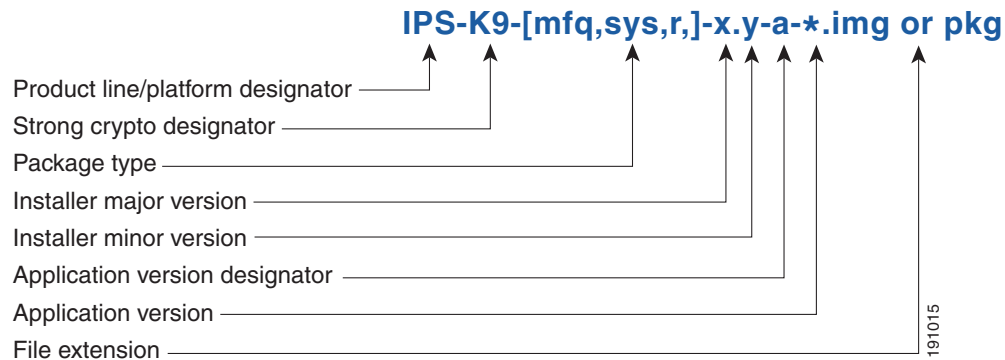 IPS-K9-[mfq,sys,r,]-x.y-a-*.img or pkg
Product line/platform designator
Strong crypto designator
Package type
Installer major version
Installer minor version
Application version designator
Application version
File extension
191015